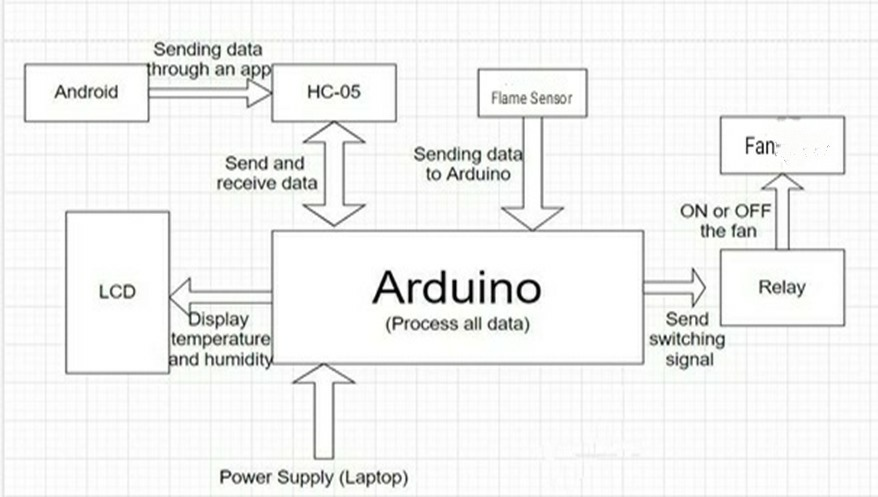 Sending data
through an app
Android
HC-05
Flame Sensor
Fan
Send and
receive data
Sending data
to Arduino
ON or OFF
the fan
LCD
Arduino
(Process all data)
Relay
Display
temperature
and humidity
Send
switching
signal
Power Supply (Laptop)